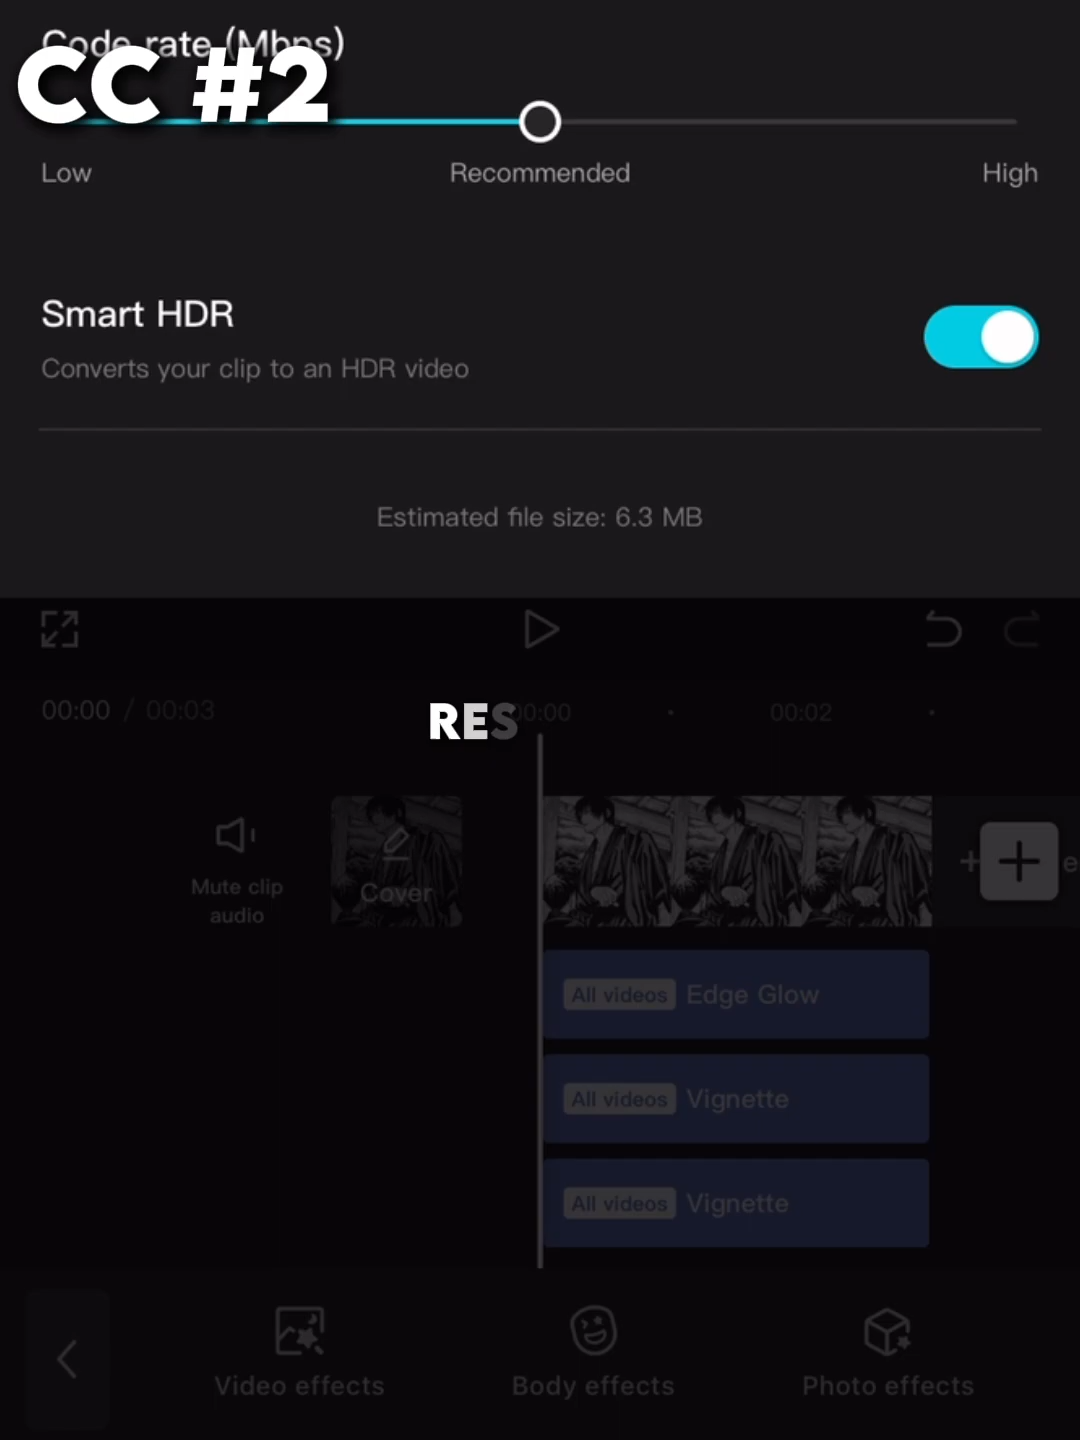 Code rate (Mbps)
CC #2
Low
Recommended
High
Smart HDR
Converts your clip to an HDR video
Estimated file size: 6.3 MB
00:00 / 00:03
RES
00:00
00:02
Mute clip
audio
Cover
All videos Edge Glow
All videos Vignette
All videos Vignette
Video effects
Body effects
Photo effects